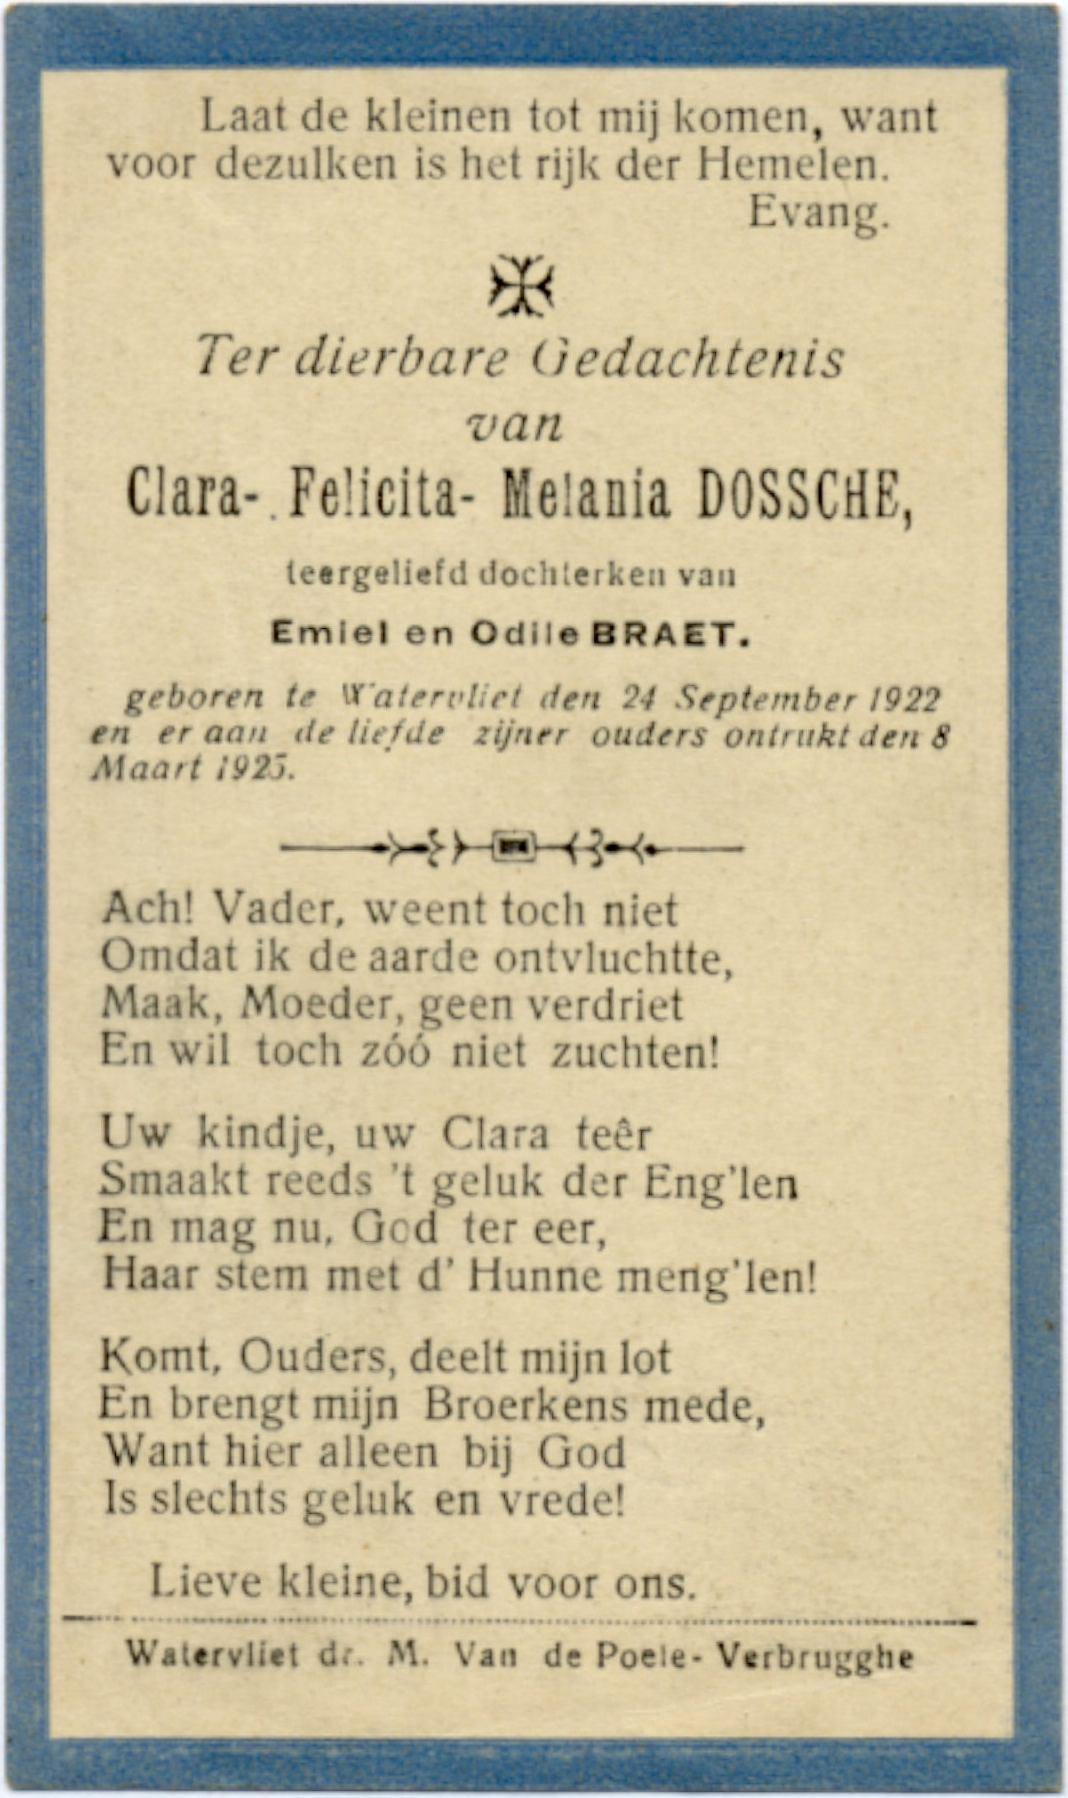 Laat de kleinen tot mij komen, want
voor dezulken is het rijk der Hemelen.
Evang.
Ter dierbare Gedachtenis
van
Clara- Felicita- Melania DOSSCHE,
teergeliefd dochterken van
Emiel en Odile BRAET.
geboren te Watervliet den 24 September 1922
en er aan de liefde zijner ouders ontrukt den 8
Maart 1925.
Ach! Vader, weent toch niet
Omdat ik de aarde ontvluchtte,
Maak, Moeder, geen verdriet
En wil toch zóó niet zuchten!
Uw kindje, uw Clara teêr
Smaakt reeds 't geluk der Eng'len
En mag nu, God ter eer,
Haar stem met d' Hunne meng'len!
Komt, Ouders, deelt mijn lot
En brengt mijn Broerkens mede,
Want hier alleen bij God
Is slechts geluk en vrede!
Lieve kleine, bid voor ons.
Watervliet dr. M. Van de Poele- Verbrugghe